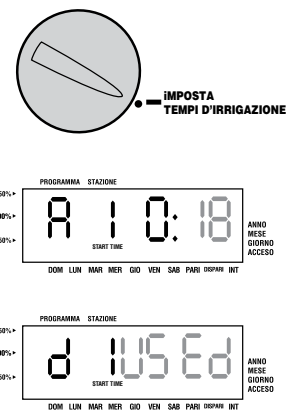 iMPOSTA
TEMPI D'IRRIGAZIONE
PROGRAMMA STAZIONE
A 1 0: 18
START TIME
ANNO
MESE
GIORNO
ACCESO
DOM LUN MAR MER GIO VEN SAB PARI DISPARI INT
PROGRAMMA STAZIONE
d 1USEd
START TIME
ANNO
MESE
GIORNO
ACCESO
DOM LUN MAR MER GIO VEN SAB PARI DISPARI INT